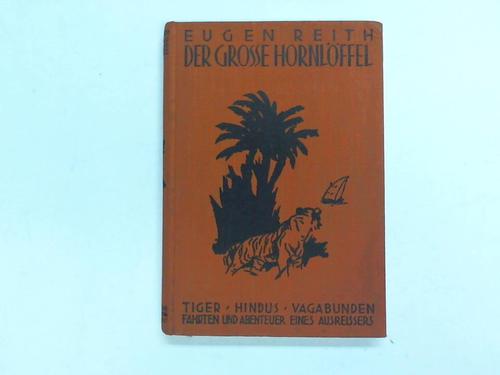 EUGEN REITH
DER GROSSE HORNLÖFFEL
TIGER · HINDUS · VAGABUNDEN
FAHRTEN UND ABENTEUER EINES AUSREISSERS